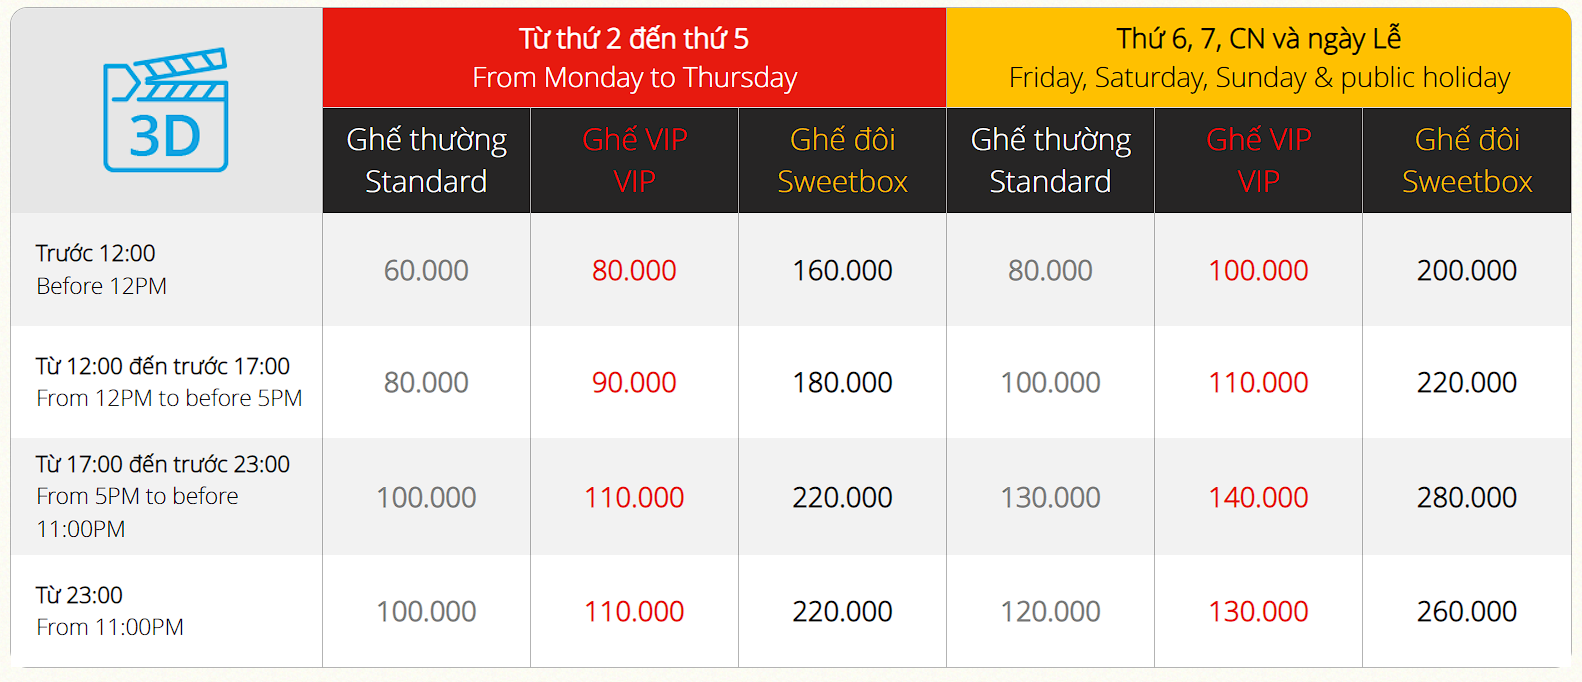 3D
Từ thứ 2 đến thứ 5
From Monday to Thursday
Thứ 6, 7, CN và ngày Lễ
Friday, Saturday, Sunday & public holiday
Ghế thường
Standard
Ghế VIP
VIP
Ghế đôi
Sweetbox
Ghế thường
Standard
Ghế VIP
VIP
Ghế đôi
Sweetbox
Trước 12:00
Before 12PM
60.000
80.000
160.000
80.000
100.000
200.000
Từ 12:00 đến trước 17:00
From 12PM to before 5PM
80.000
90.000
180.000
100.000
110.000
220.000
Từ 17:00 đến trước 23:00
From 5PM to before
11:00PM
100.000
110.000
220.000
130.000
140.000
280.000
Từ 23:00
From 11:00PM
100.000
110.000
220.000
120.000
130.000
260.000